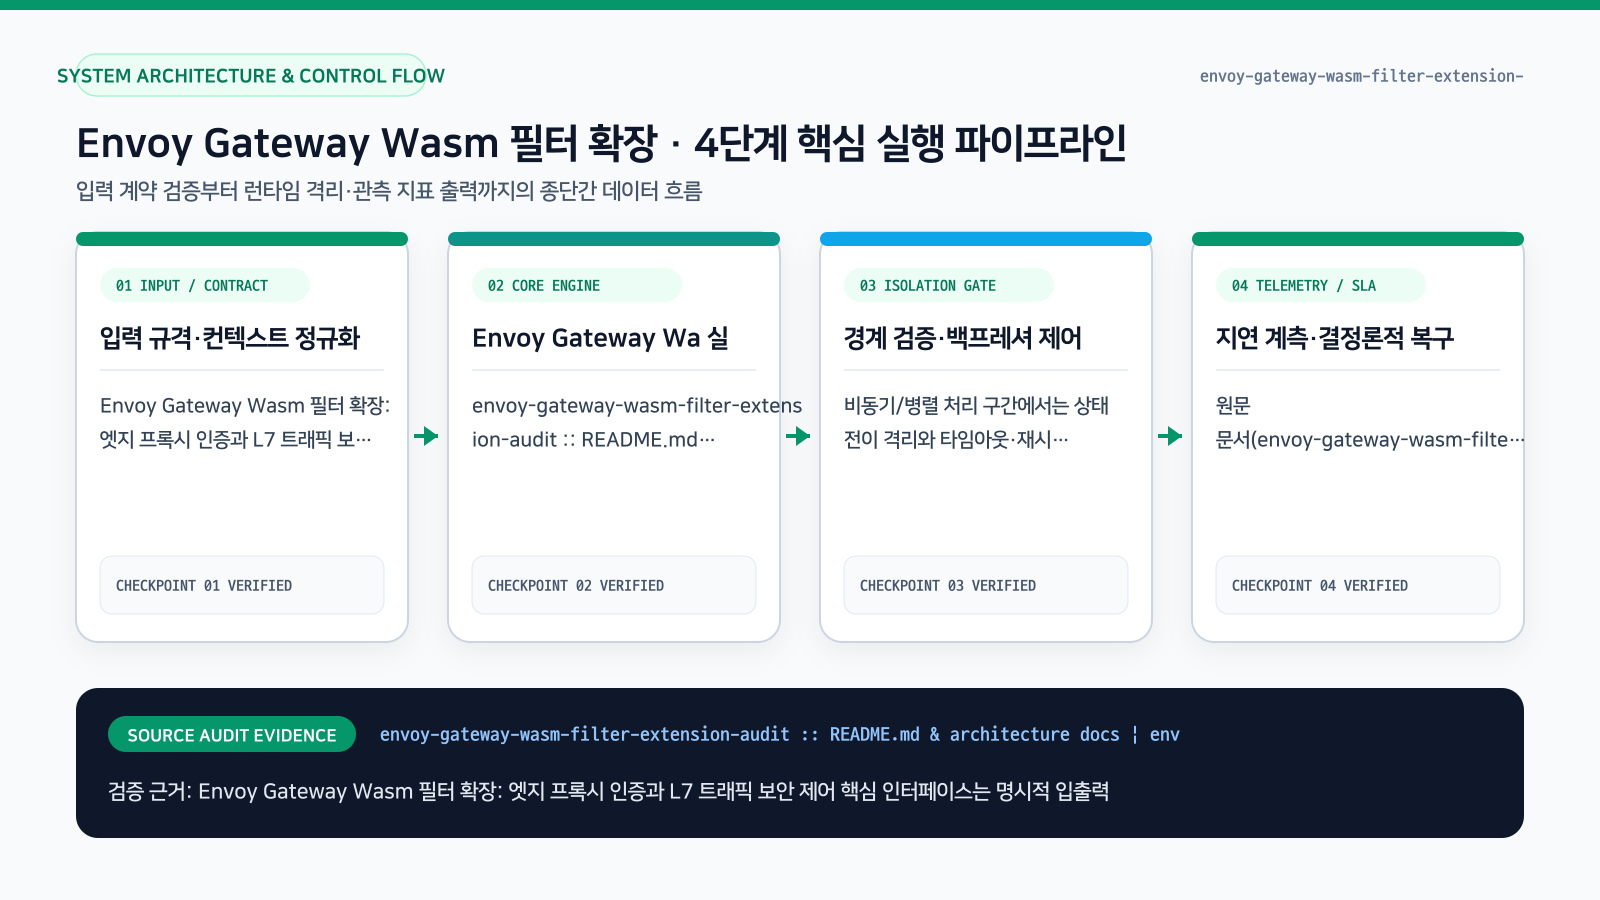 SYSTEM ARCHITECTURE & CONTROL FLOW
envoy-gateway-wasm-filter-extension-
Envoy Gateway Wasm 필터 확장 · 4단계 핵심 실행 파이프라인
입력 계약 검증부터 런타임 격리·관측 지표 출력까지의 종단간 데이터 흐름
01 INPUT / CONTRACT
입력 규격·컨텍스트 정규화
Envoy Gateway Wasm 필터 확장:
엣지 프록시 인증과 L7 트래픽 보…
CHECKPOINT 01 VERIFIED
02 CORE ENGINE
Envoy Gateway Wa 실
envoy-gateway-wasm-filter-extens
ion-audit :: README.md…
CHECKPOINT 02 VERIFIED
03 ISOLATION GATE
경계 검증·백프레셔 제어
비동기/병렬 처리 구간에서는 상태
전이 격리와 타임아웃·재시…
CHECKPOINT 03 VERIFIED
04 TELEMETRY / SLA
지연 계측·결정론적 복구
원문
문서(envoy-gateway-wasm-filte…
CHECKPOINT 04 VERIFIED
SOURCE AUDIT EVIDENCE
envoy-gateway-wasm-filter-extension-audit :: README.md & architecture docs | env
검증 근거: Envoy Gateway Wasm 필터 확장: 엣지 프록시 인증과 L7 트래픽 보안 제어 핵심 인터페이스는 명시적 입출력